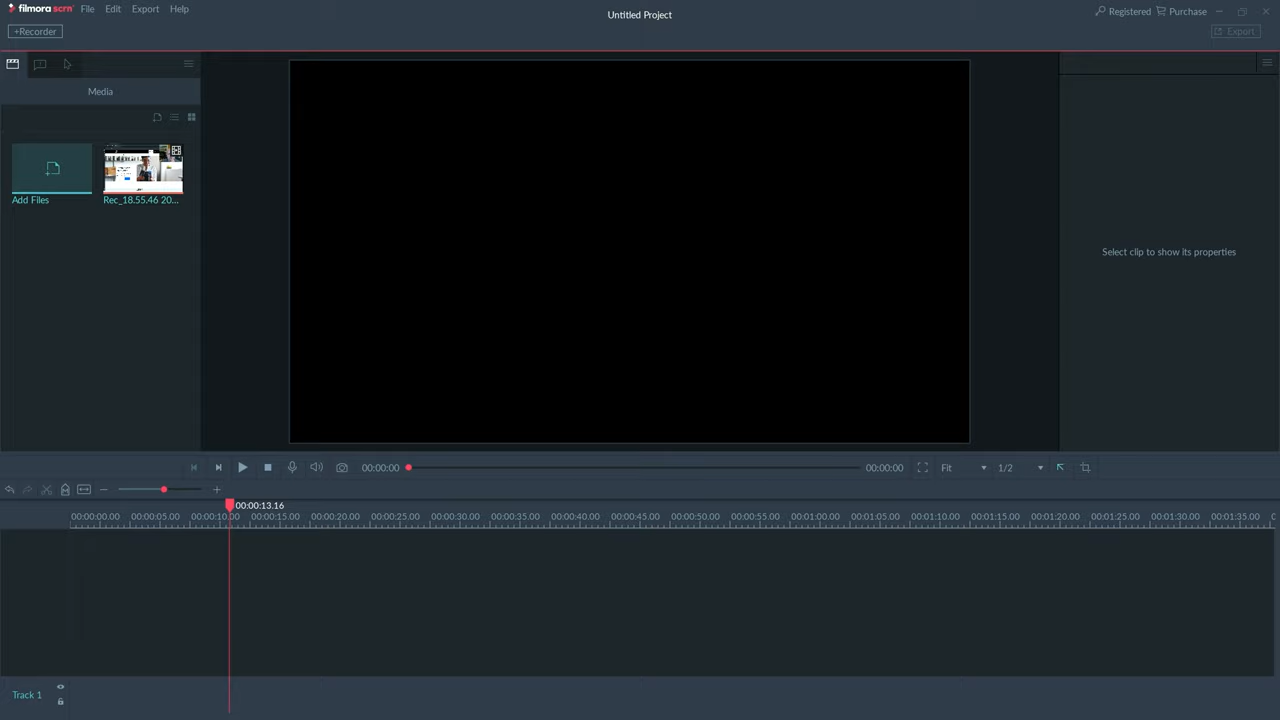 filmora scrn
File Edit Export Help
Untitled Project
Registered Purchase
+Recorder
Export
Media
Add Files
Rec_18.55.46 20...
Select clip to show its properties
00:00:00
00:00:00
Fit
1/2
00:00:13.16
00:00:00.00 00:00:05.00 00:00:10.00 00:00:15.00 00:00:20.00 00:00:25.00 00:00:30.00 00:00:35.00 00:00:40.00 00:00:45.00 00:00:50.00 00:00:55.00 00:01:00.00 00:01:05.00 00:01:10.00 00:01:15.00 00:01:20.00 00:01:25.00 00:01:30.00 00:01:35.00
Track 1